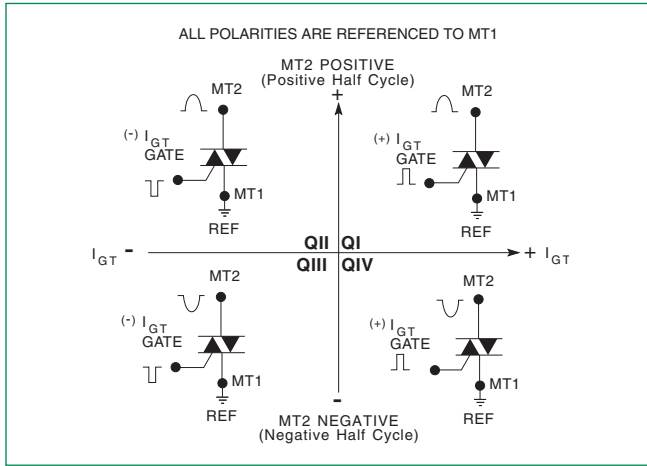 ALL POLARITIES ARE REFERENCED TO MT1
MT2 POSITIVE
(Positive Half Cycle)
+
MT2
(-) IGT
GATE
MT1
REF
MT2
(+) IGT
GATE
MT1
REF
IGT -
QII QI
QIII QIV
+ IGT
MT2
(-) IGT
GATE
MT1
REF
MT2
(+) IGT
GATE
MT1
REF
-
MT2 NEGATIVE
(Negative Half Cycle)